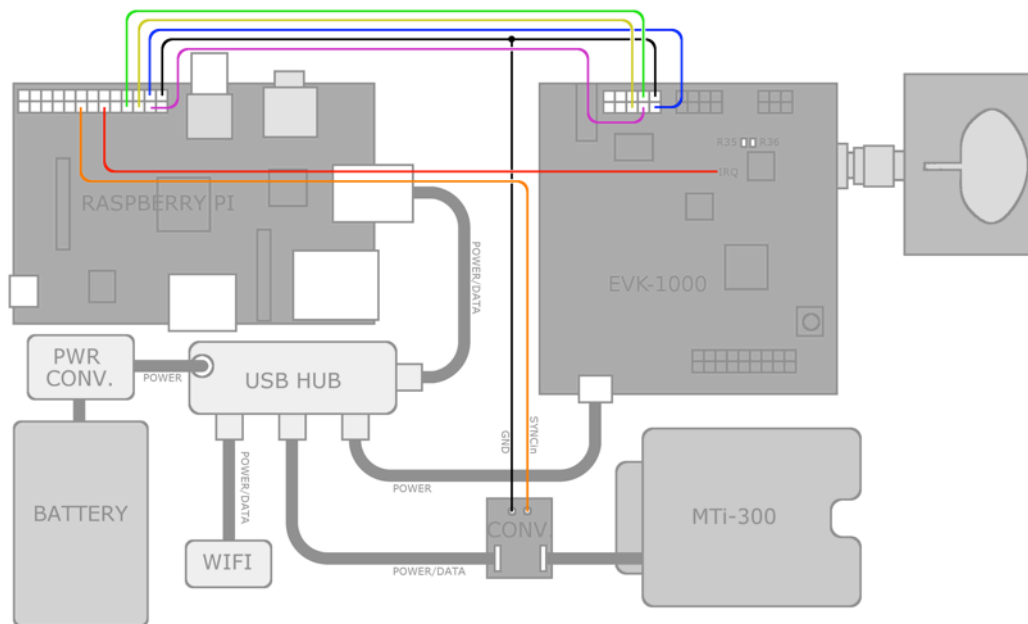 R35
R36
IRQ
RASPBERRY PI
POWER/DATA
EVK-1000
PWR
CONV.
POWER
USB HUB
GND
SYNCin
POWER
BATTERY
POWER/DATA
WIFI
POWER/DATA
CONV.
MTi-300